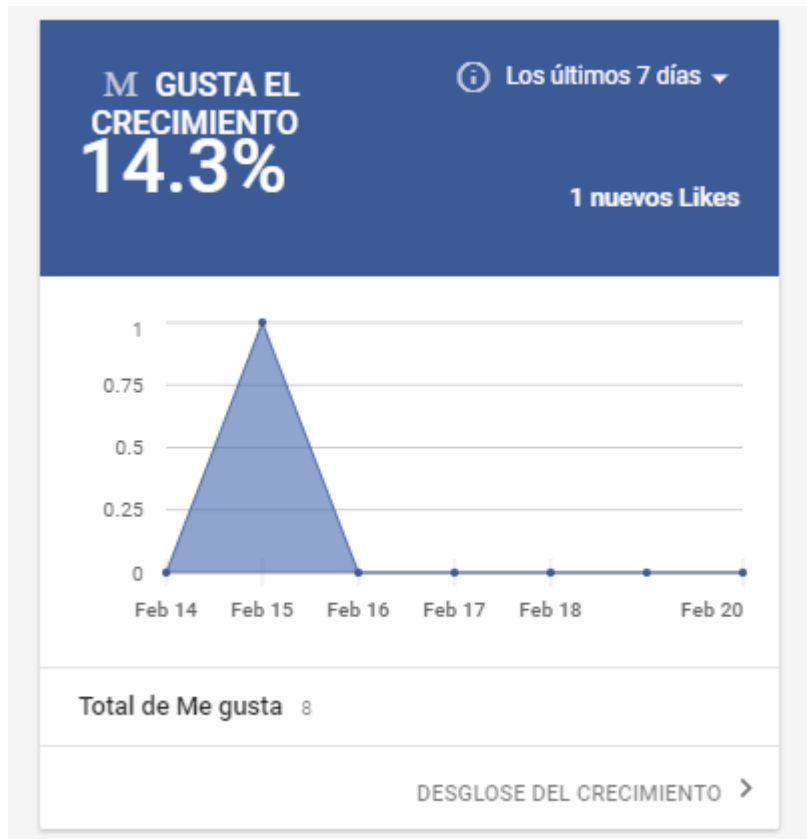 M GUSTA EL
CRECIMIENTO
14.3%
Los últimos 7 días
1 nuevos Likes
1
0.75
0.5
0.25
0
Feb 14 Feb 15 Feb 16 Feb 17 Feb 18 Feb 20
Total de Me gusta 8
DESGLOSE DEL CRECIMIENTO